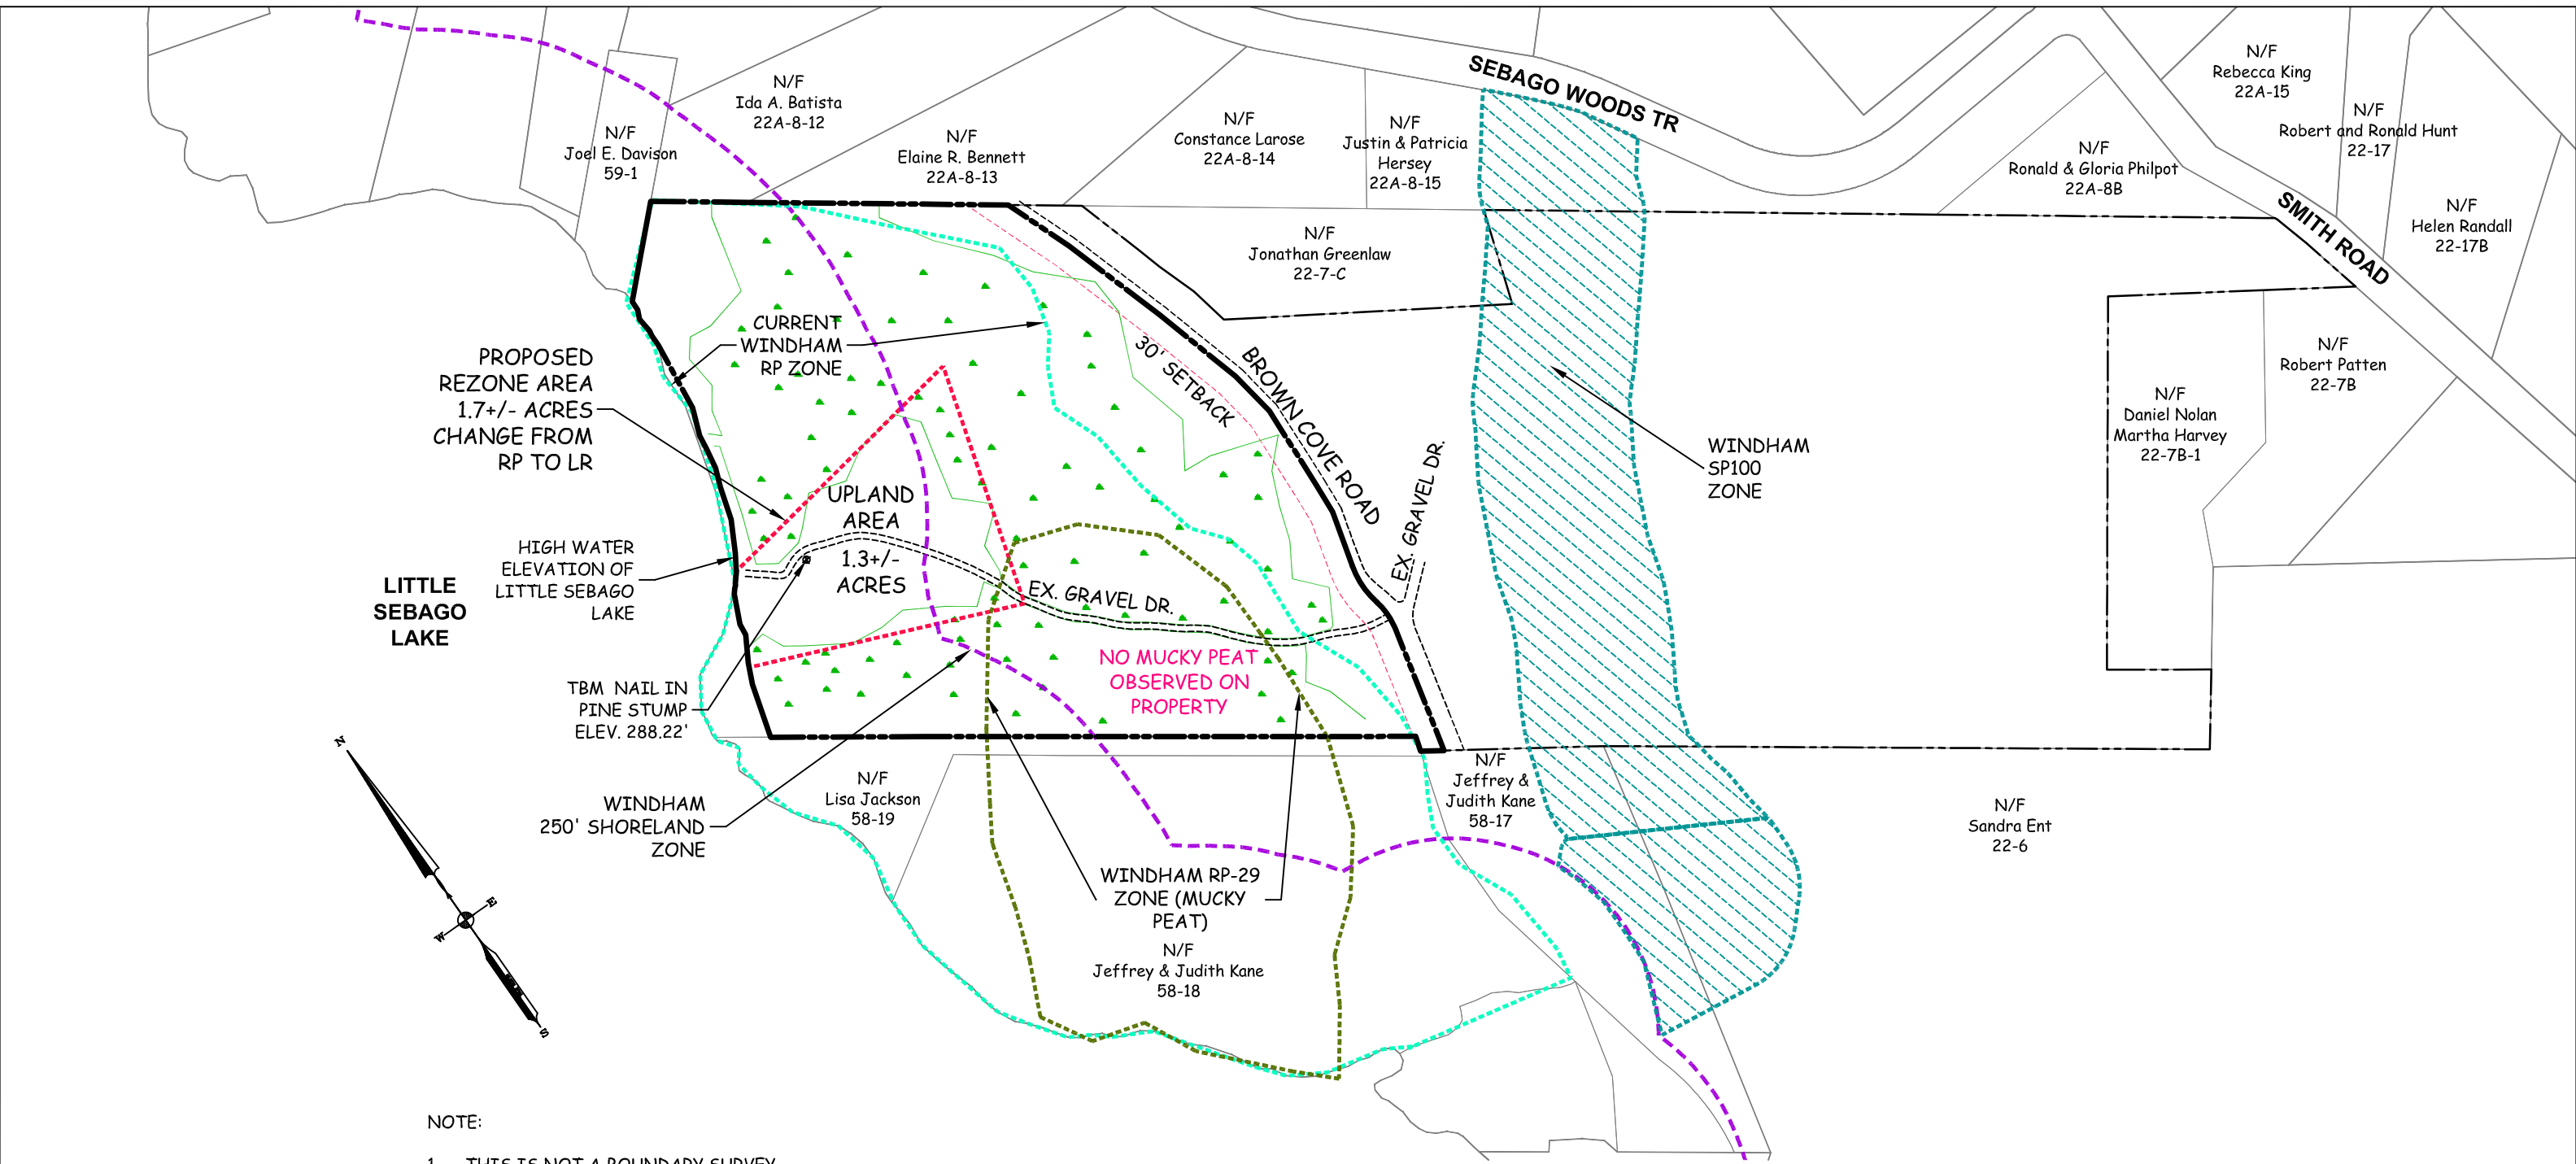 SEBAGO WOODS TR
N/F
Ida A. Batista
22A-8-12
N/F
Joel E. Davison
59-1
N/F
Elaine R. Bennett
22A-8-13
N/F
Constance Larose
22A-8-14
N/F
Justin & Patricia
Hersey
22A-8-15
N/F
Rebecca King
22A-15
N/F
Robert and Ronald Hunt
22-17
N/F
Ronald & Gloria Philpot
22A-8B
N/F
Helen Randall
22-17B
SMITH ROAD
N/F
Jonathan Greenlaw
22-7-C
CURRENT
WINDHAM
RP ZONE
PROPOSED
REZONE AREA
1.7+/- ACRES
CHANGE FROM
RP TO LR
30' SETBACK
BROWN COVE ROAD
EX. GRAVEL DR.
WINDHAM
SP100
ZONE
N/F
Robert Patten
22-7B
N/F
Daniel Nolan
Martha Harvey
22-7B-1
UPLAND
AREA
1.3+/-
ACRES
HIGH WATER
ELEVATION OF
LITTLE SEBAGO
LAKE
LITTLE
SEBAGO
LAKE
EX. GRAVEL DR.
NO MUCKY PEAT
OBSERVED ON
PROPERTY
TBM NAIL IN
PINE STUMP
ELEV. 288.22'
N
E
W
S
WINDHAM
250' SHORELAND
ZONE
N/F
Lisa Jackson
58-19
N/F
Jeffrey &
Judith Kane
58-17
N/F
Sandra Ent
22-6
WINDHAM RP-29
ZONE (MUCKY
PEAT)
N/F
Jeffrey & Judith Kane
58-18
NOTE:
1. THIS IS NOT A BOUNDARY SURVEY